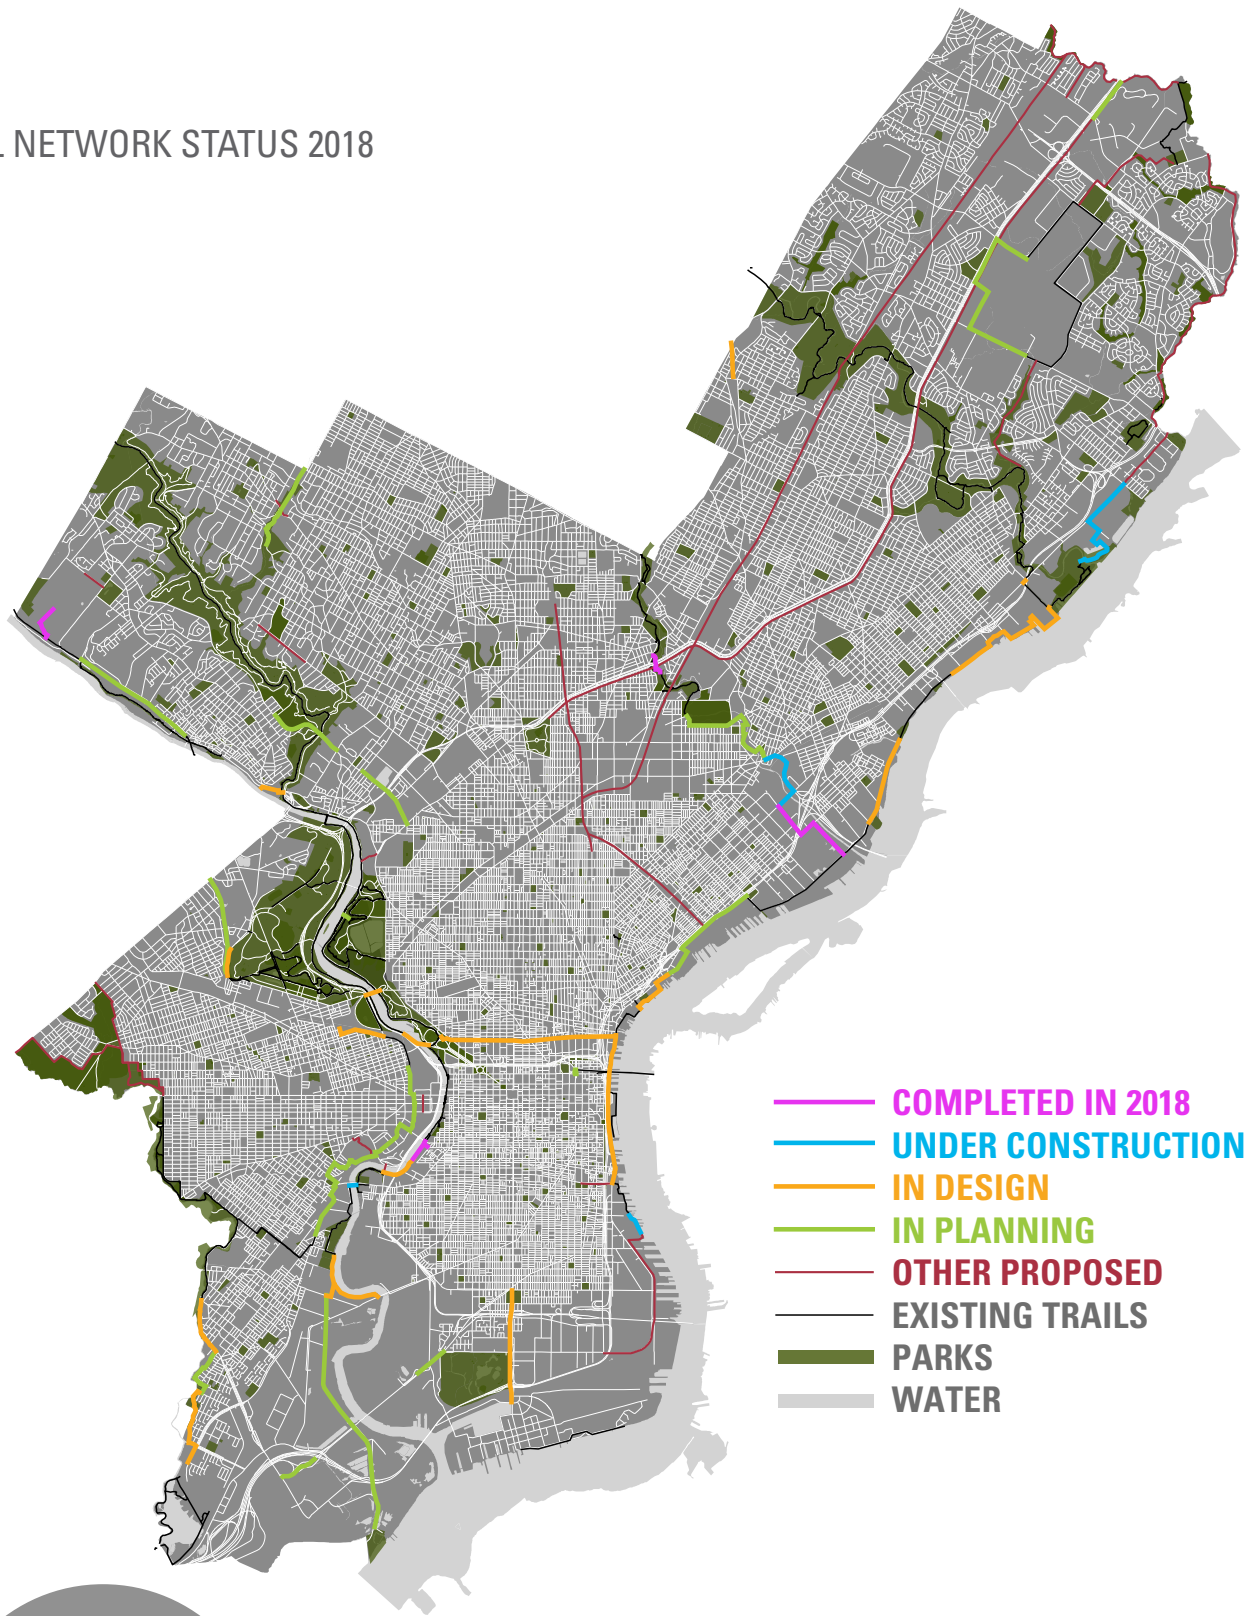 NETWORK STATUS 2018
COMPLETED IN 2018
UNDER CONSTRUCTION
IN DESIGN
IN PLANNING
OTHER PROPOSED
EXISTING TRAILS
PARKS
WATER